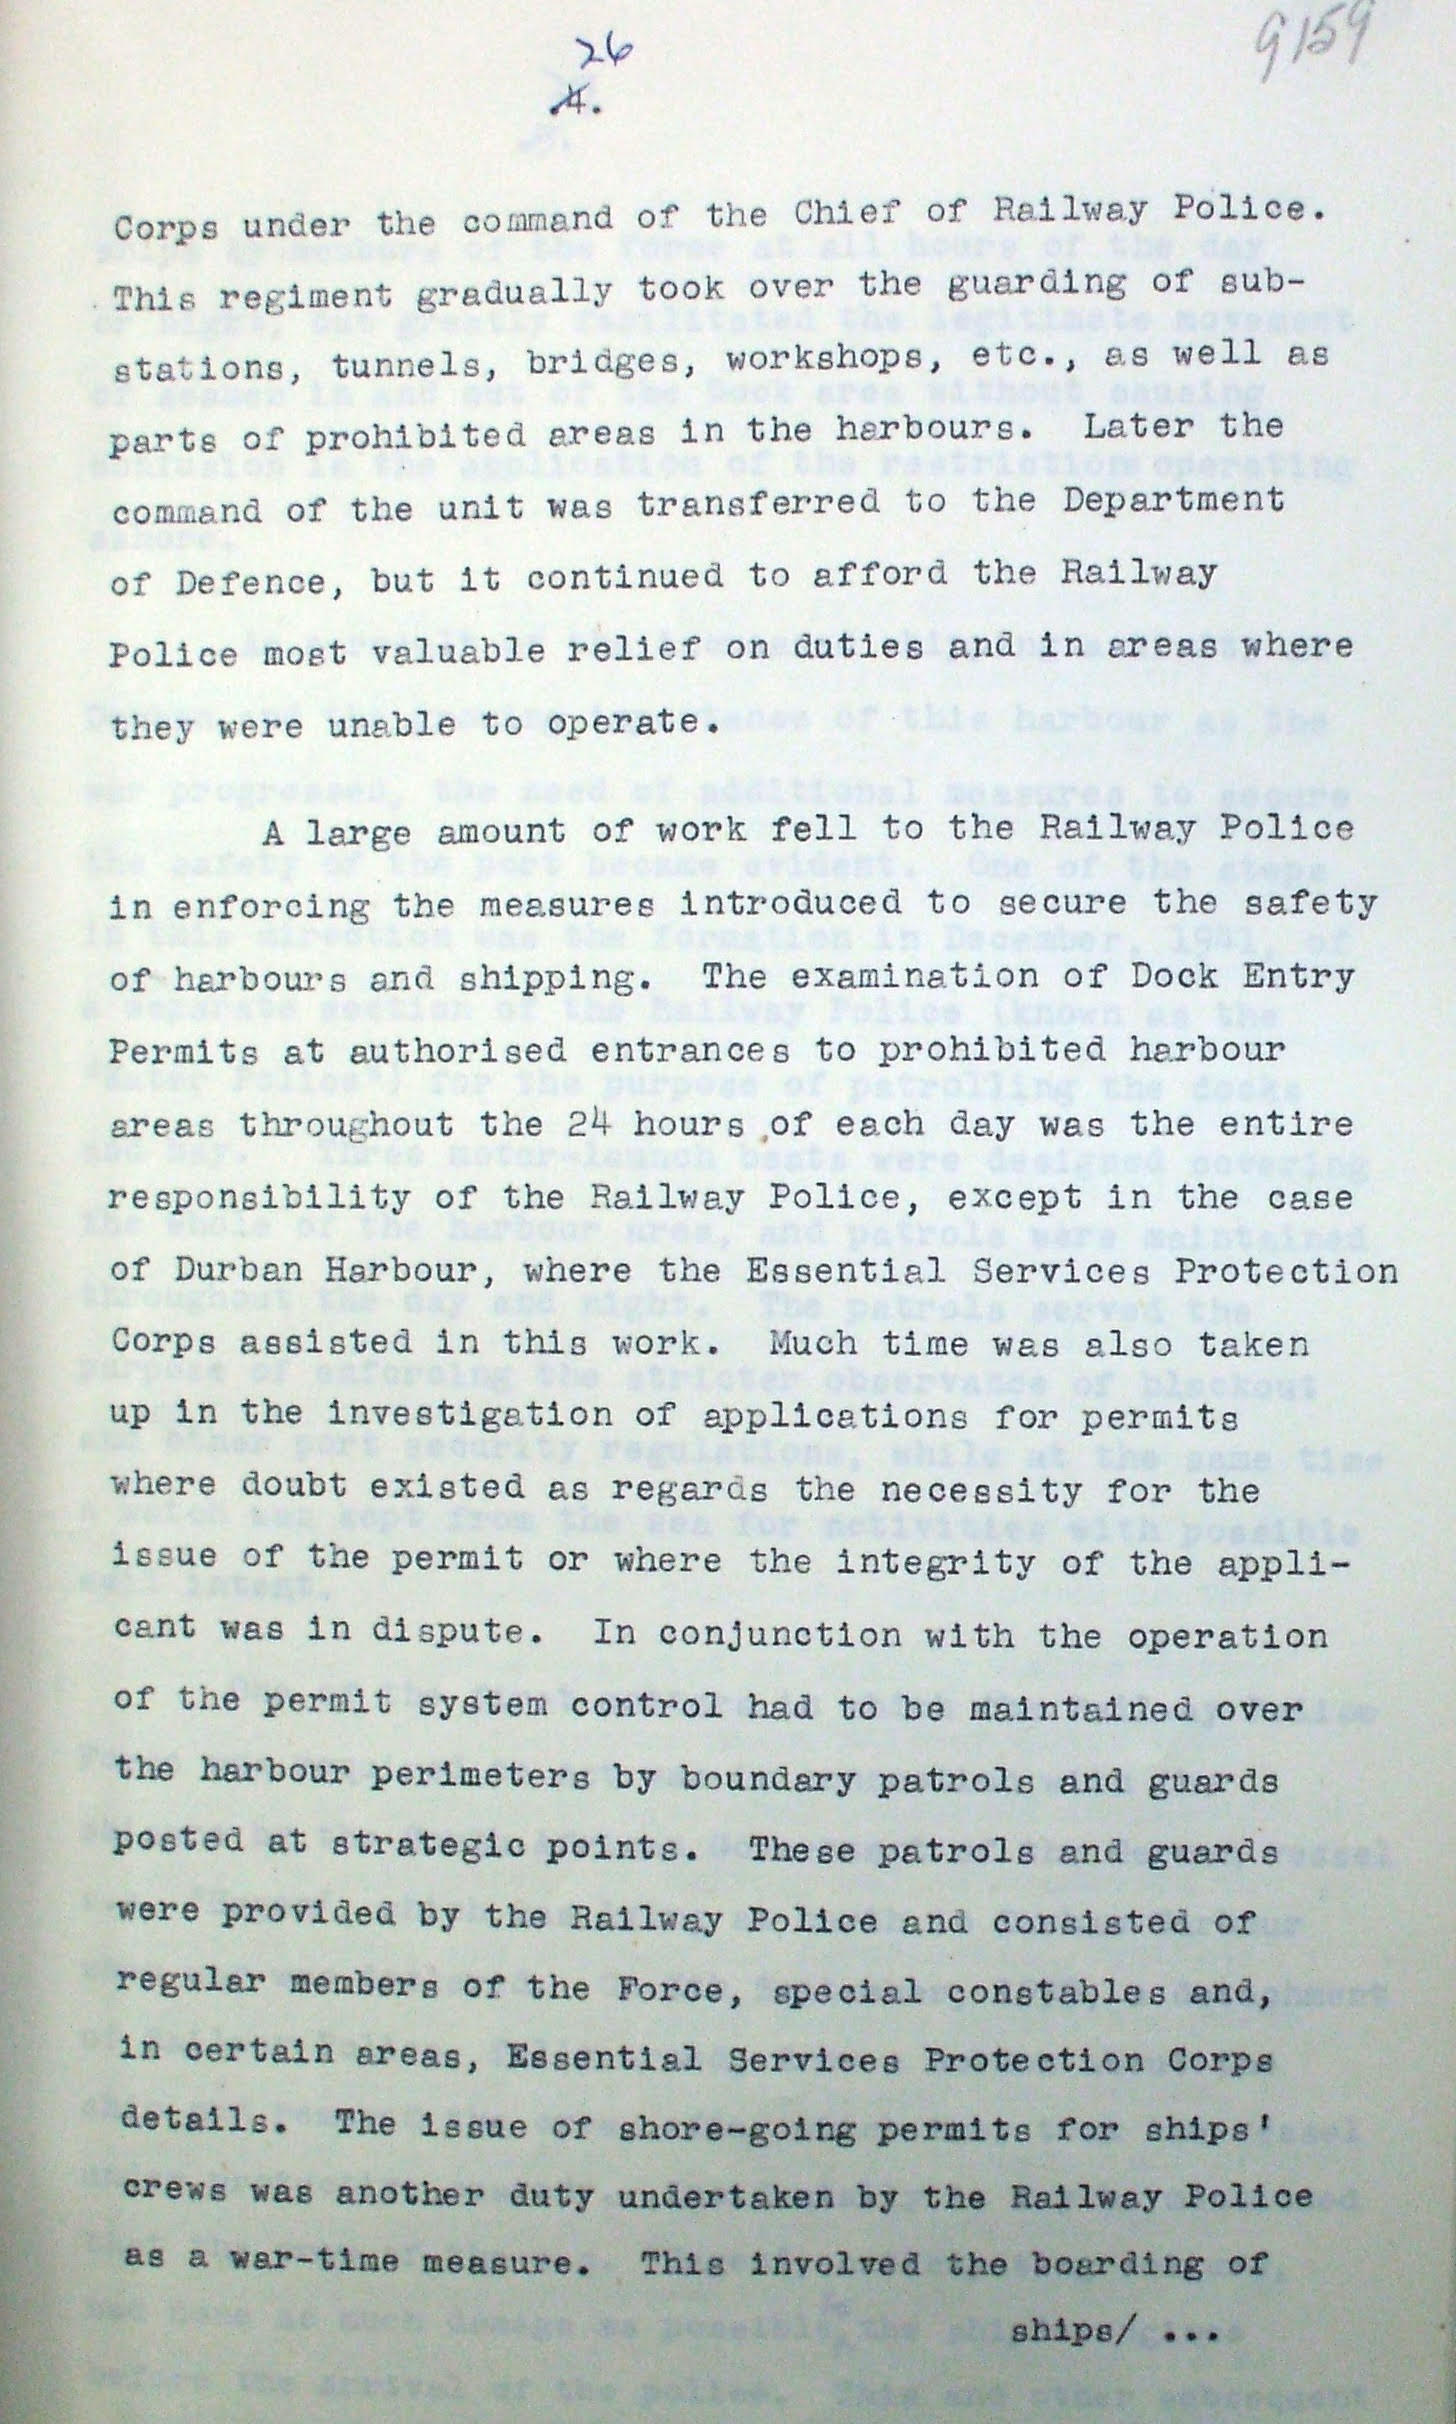 9159
26
4.
Corps under the command of the Chief of Railway Police.
This regiment gradually took over the guarding of sub-
stations, tunnels, bridges, workshops, etc., as well as
parts of prohibited areas in the harbours. Later the
command of the unit was transferred to the Department
of Defence, but it continued to afford the Railway
Police most valuable relief on duties and in areas where
they were unable to operate.
A large amount of work fell to the Railway Police
in enforcing the measures introduced to secure the safety
of harbours and shipping. The examination of Dock Entry
Permits at authorised entrances to prohibited harbour
areas throughout the 24 hours of each day was the entire
responsibility of the Railway Police, except in the case
of Durban Harbour, where the Essential Services Protection
Corps assisted in this work. Much time was also taken
up in the investigation of applications for permits
where doubt existed as regards the necessity for the
issue of the permit or where the integrity of the appli-
cant was in dispute. In conjunction with the operation
of the permit system control had to be maintained over
the harbour perimeters by boundary patrols and guards
posted at strategic points. These patrols and guards
were provided by the Railway Police and consisted of
regular members of the Force, special constables and,
in certain areas, Essential Services Protection Corps
details. The issue of shore-going permits for ships'
crews was another duty undertaken by the Railway Police
as a war-time measure. This involved the boarding of
ships/ ...